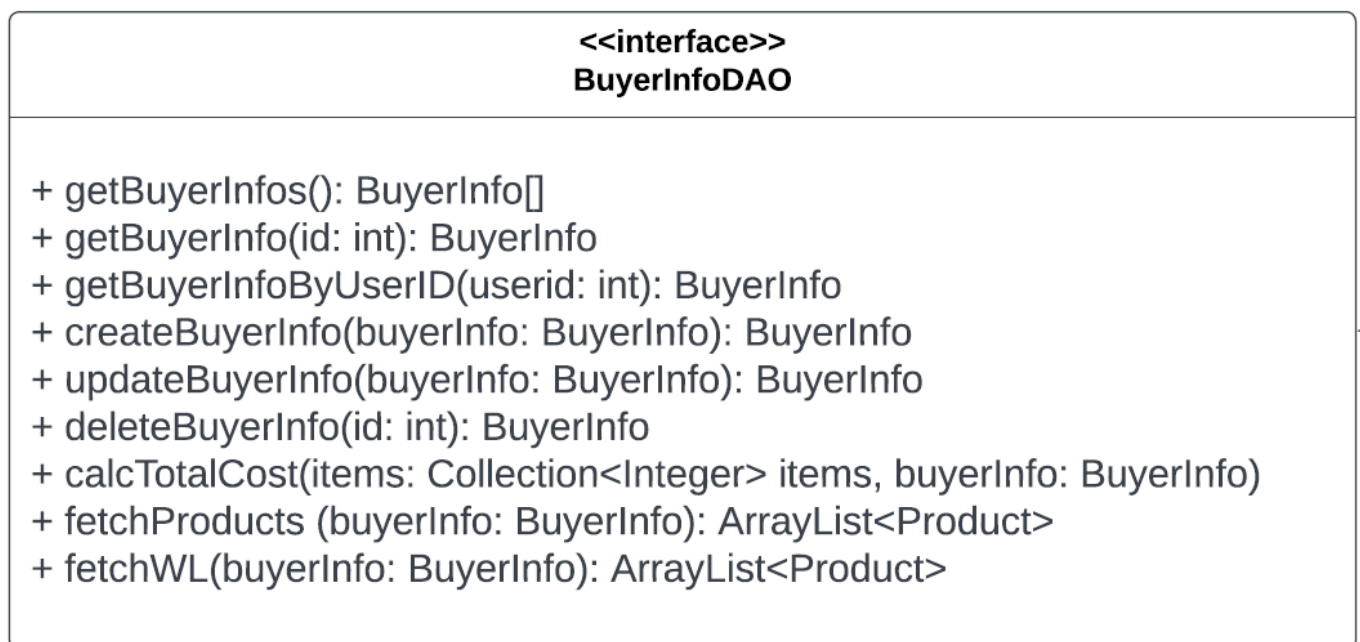 <<interface>>
BuyerInfoDAO
+ getBuyerInfos(): BuyerInfo[]
+ getBuyerInfo(id: int): BuyerInfo
+ getBuyerInfoByUserID(userid: int): BuyerInfo
+ createBuyerInfo(buyerInfo: BuyerInfo): BuyerInfo
+ updateBuyerInfo(buyerInfo: BuyerInfo): BuyerInfo
+ deleteBuyerInfo(id: int): BuyerInfo
+ calcTotalCost(items: Collection<Integer> items, buyerInfo: BuyerInfo)
+ fetchProducts (buyerInfo: BuyerInfo): ArrayList<Product>
+ fetchWL(buyerInfo: BuyerInfo): ArrayList<Product>